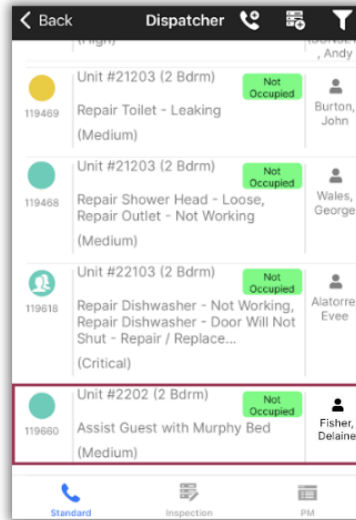 Back
Dispatcher
(High)
, Andy
Unit #21203 (2 Bdrm)
Not
Occupied
119469
Repair Toilet - Leaking
(Medium)
Burton,
John
Unit #21203 (2 Bdrm)
Not
Occupied
119468
Repair Shower Head - Loose,
Repair Outlet - Not Working
(Medium)
Wales,
George
Unit #22103 (2 Bdrm)
Not
Occupied
119618
Repair Dishwasher - Not Working,
Repair Dishwasher - Door Will Not
Shut - Repair / Replace...
(Critical)
Alatorre
Evee
Unit #2202 (2 Bdrm)
Not
Occupied
119660
Assist Guest with Murphy Bed
(Medium)
Fisher,
Delaine
Standard
Inspection
PM